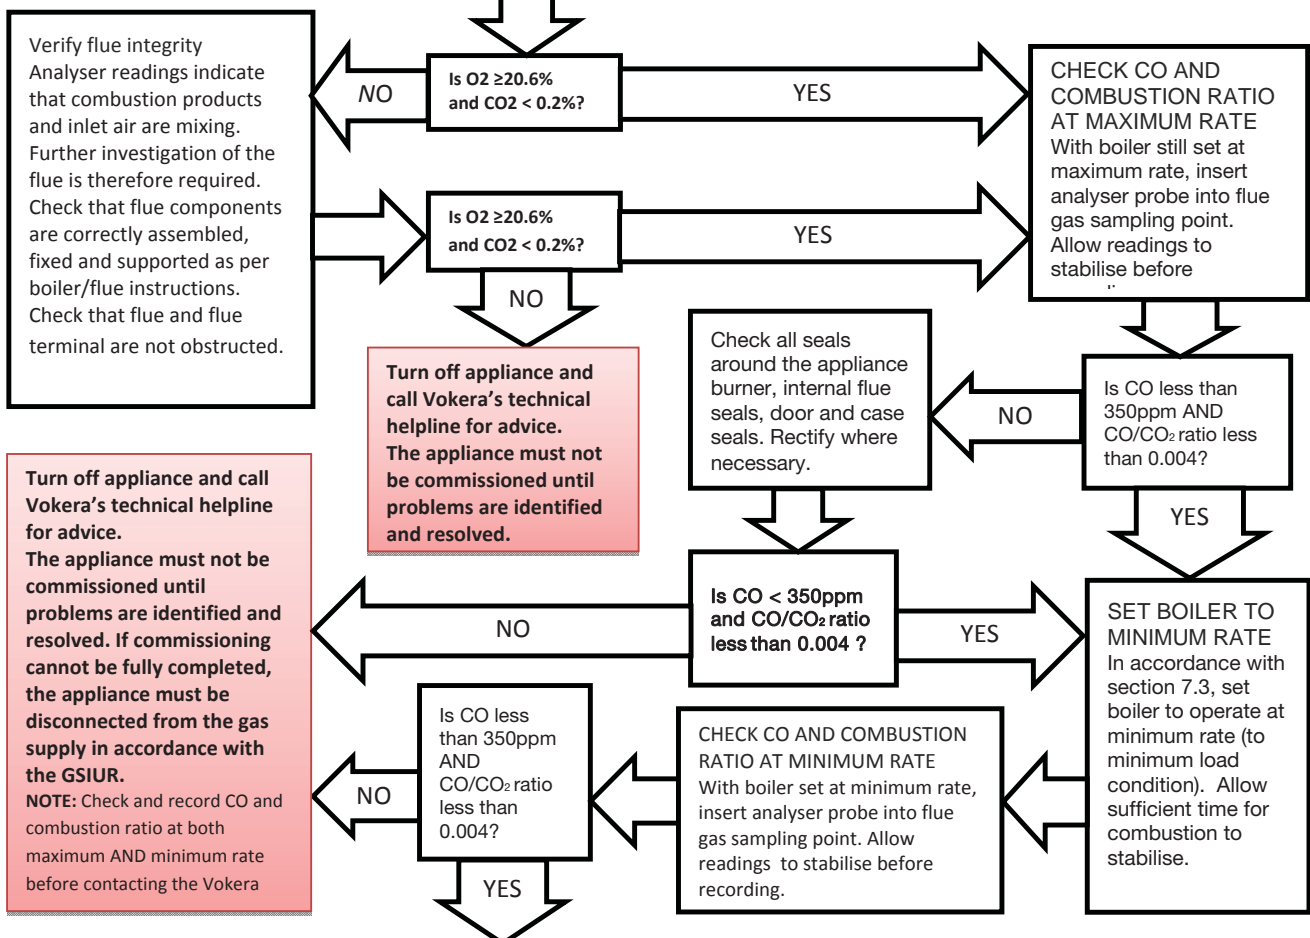 Verify flue integrity
Analyser readings indicate
that combustion products
and inlet air are mixing.
Further investigation of the
flue is therefore required.
Check that flue components
are correctly assembled,
fixed and supported as per
boiler/flue instructions.
Check that flue and flue
terminal are not obstructed.
NO
Is O2 ≥20.6%
and CO2 < 0.2%?
YES
CHECK CO AND
COMBUSTION RATIO
AT MAXIMUM RATE
With boiler still set at
maximum rate, insert
analyser probe into flue
gas sampling point.
Allow readings to
stabilise before
Is O2 ≥20.6%
and CO2 < 0.2%?
YES
NO
Turn off appliance and
call Vokera’s technical
helpline for advice.
The appliance must not
be commissioned until
problems are identified
and resolved.
Check all seals
around the appliance
burner, internal flue
seals, door and case
seals. Rectify where
necessary.
NO
Is CO less than
350ppm AND
CO/CO₂ ratio less
than 0.004?
YES
Turn off appliance and call
Vokera’s technical helpline
for advice.
The appliance must not be
commissioned until
problems are identified and
resolved. If commissioning
cannot be fully completed,
the appliance must be
disconnected from the gas
supply in accordance with
the GSIUR.
NOTE: Check and record CO and
combustion ratio at both
maximum AND minimum rate
before contacting the Vokera
NO
Is CO < 350ppm
and CO/CO₂ ratio
less than 0.004 ?
YES
SET BOILER TO
MINIMUM RATE
In accordance with
section 7.3, set
boiler to operate at
minimum rate (to
minimum load
condition). Allow
sufficient time for
combustion to
stabilise.
NO
Is CO less
than 350ppm
AND
CO/CO₂ ratio
less than
0.004?
CHECK CO AND COMBUSTION
RATIO AT MINIMUM RATE
With boiler set at minimum rate,
insert analyser probe into flue
gas sampling point. Allow
readings to stabilise before
recording.
YES